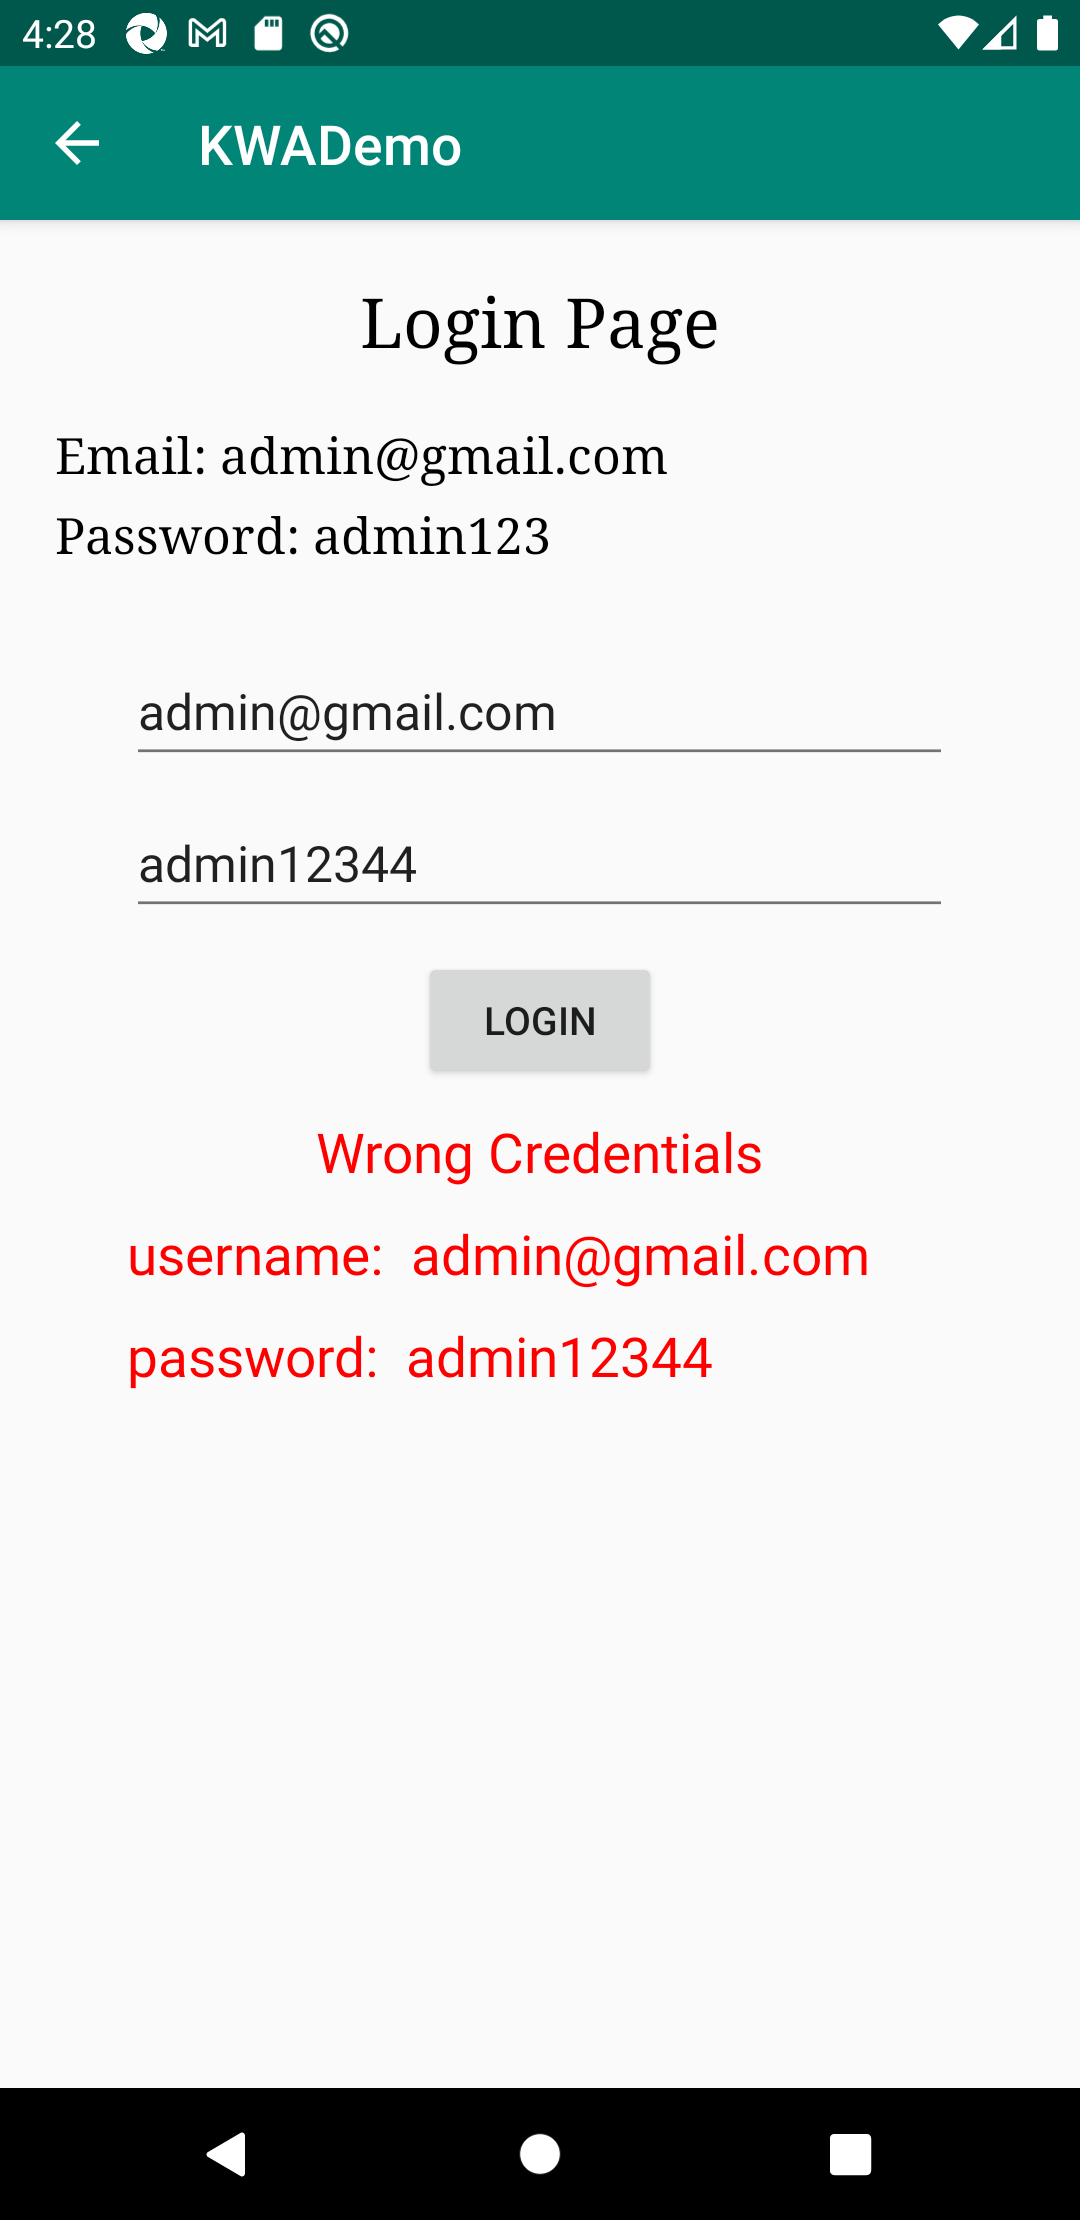 4:28
KWADemo
Login Page
Email: admin@gmail.com
Password: admin123
admin@gmail.com
admin12344
LOGIN
Wrong Credentials
username:  admin@gmail.com
password:  admin12344